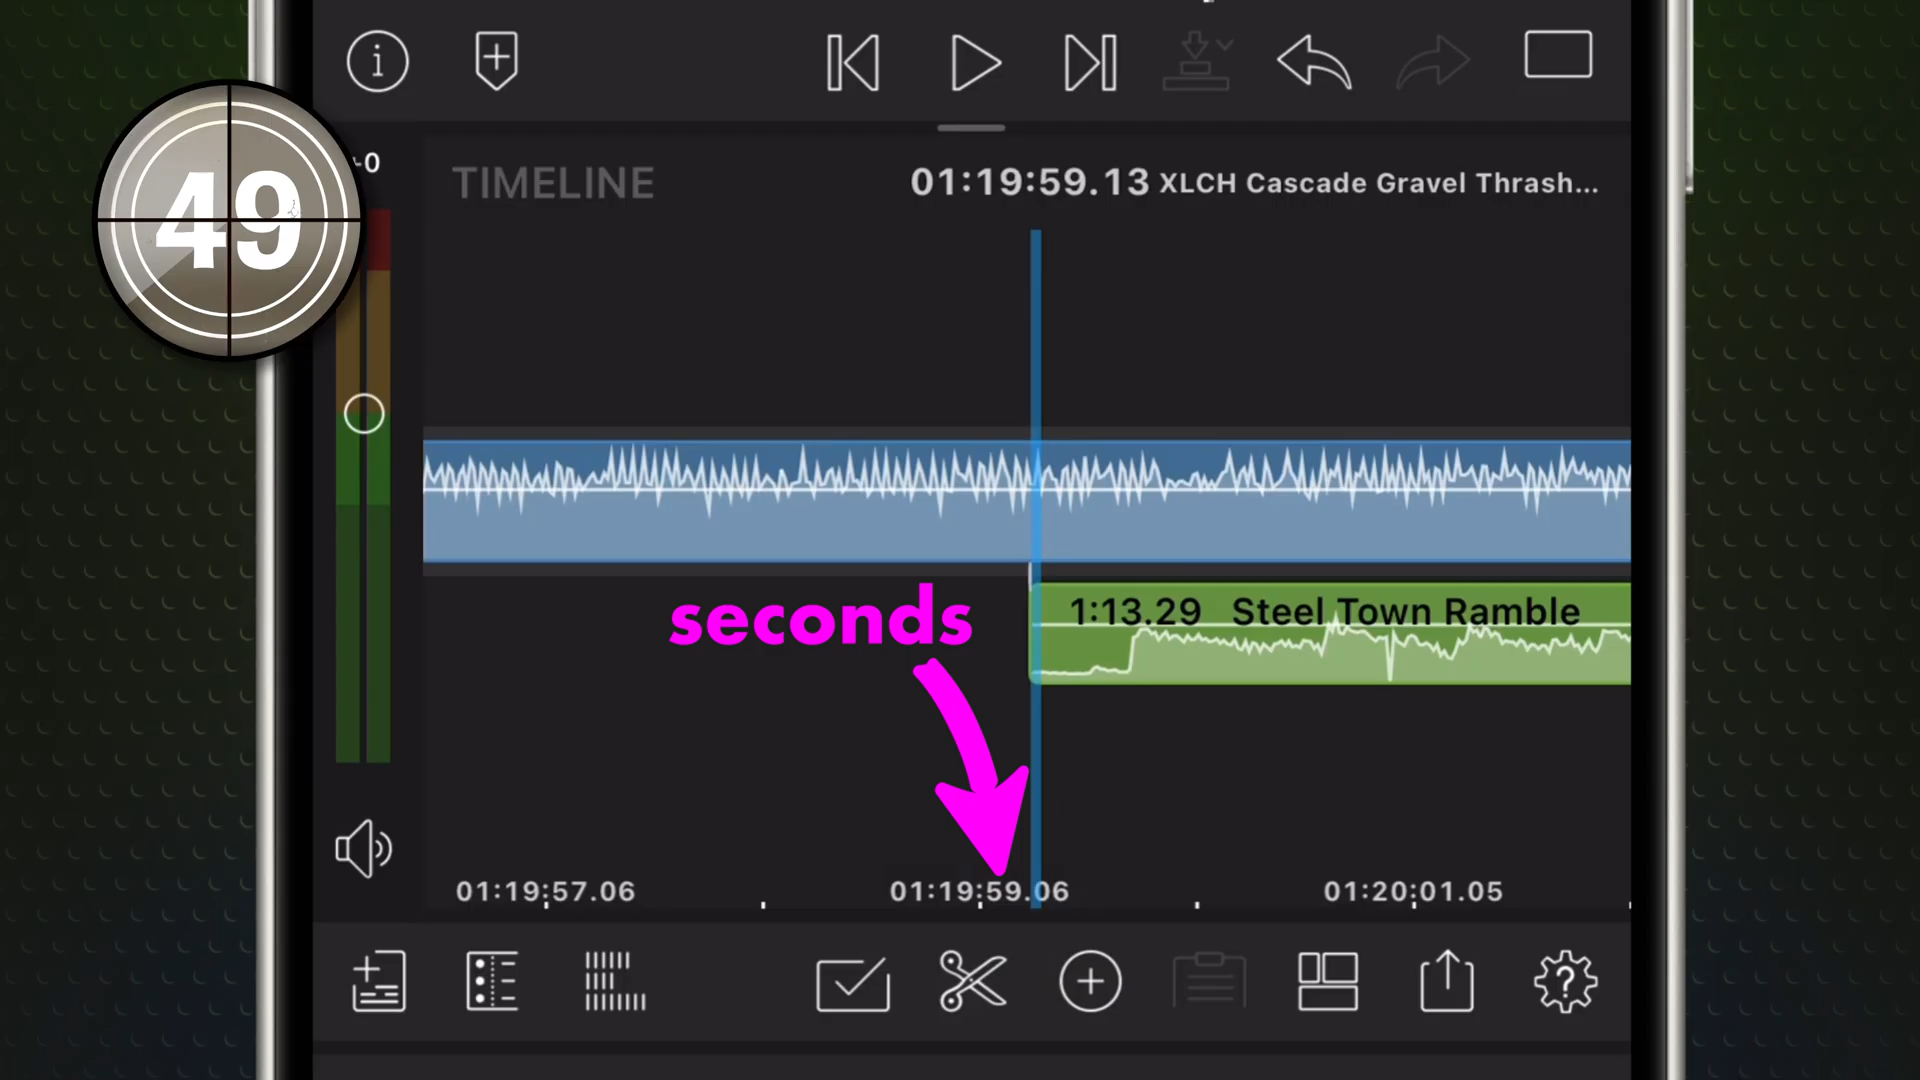 49
-0
TIMELINE
01:19:59.13 XLCH Cascade Gravel Thrash...
seconds
1:13.29 Steel Town Ramble
01:19:57.06
01:19:59.06
01:20:01.05